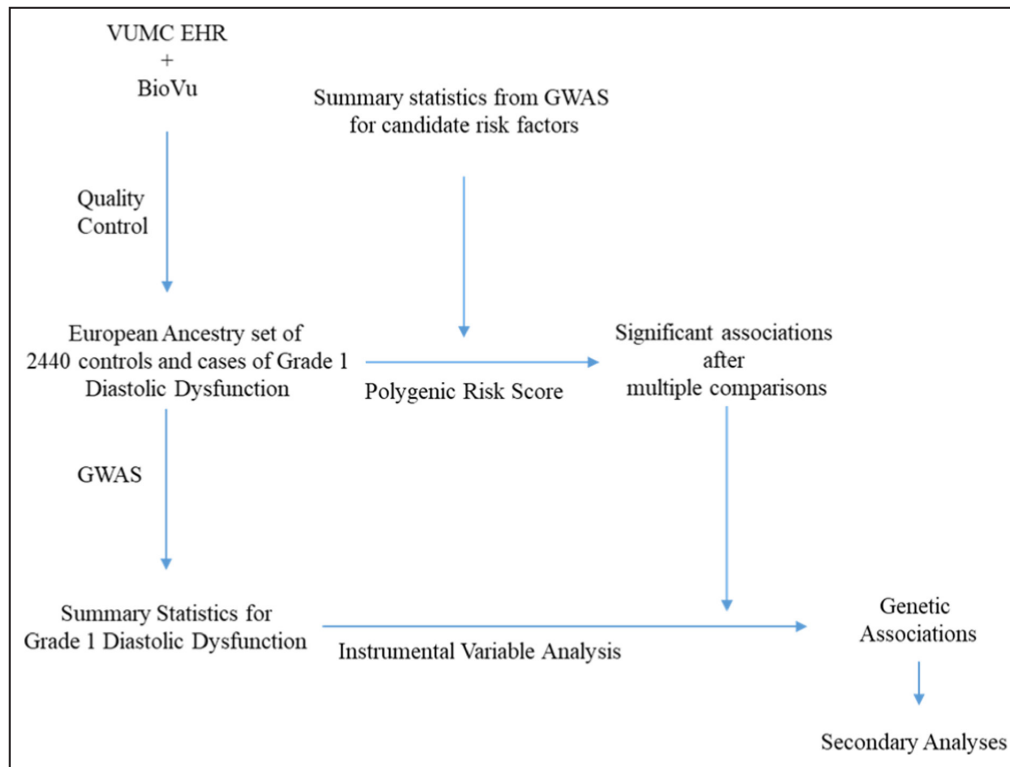 VUMC EHR
+
BioVu
Summary statistics from GWAS
for candidate risk factors
Quality
Control
European Ancestry set of
2440 controls and cases of Grade 1
Diastolic Dysfunction
Polygenic Risk Score
Significant associations
after
multiple comparisons
GWAS
Summary Statistics for
Grade 1 Diastolic Dysfunction
Instrumental Variable Analysis
Genetic
Associations
Secondary Analyses